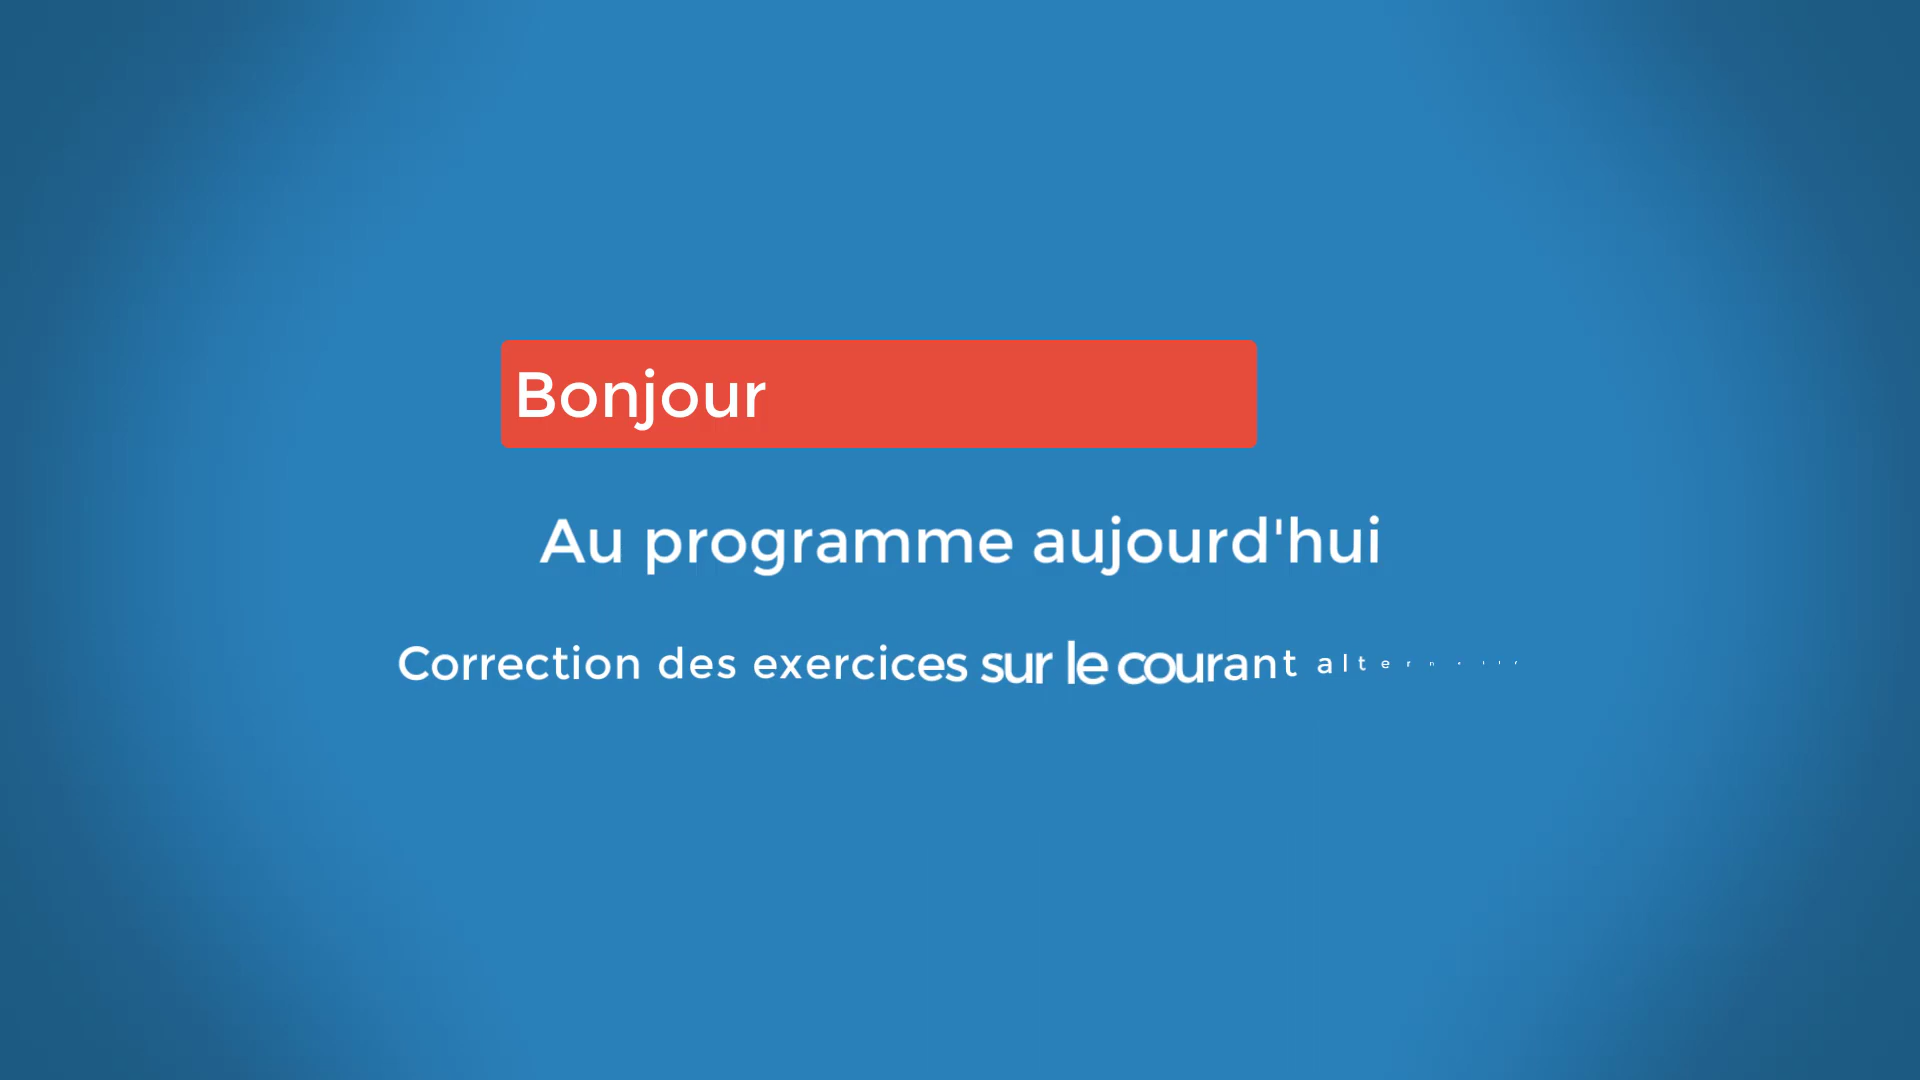 Bonjour
Au programme aujourd'hui
Correction des exercices sur le courant